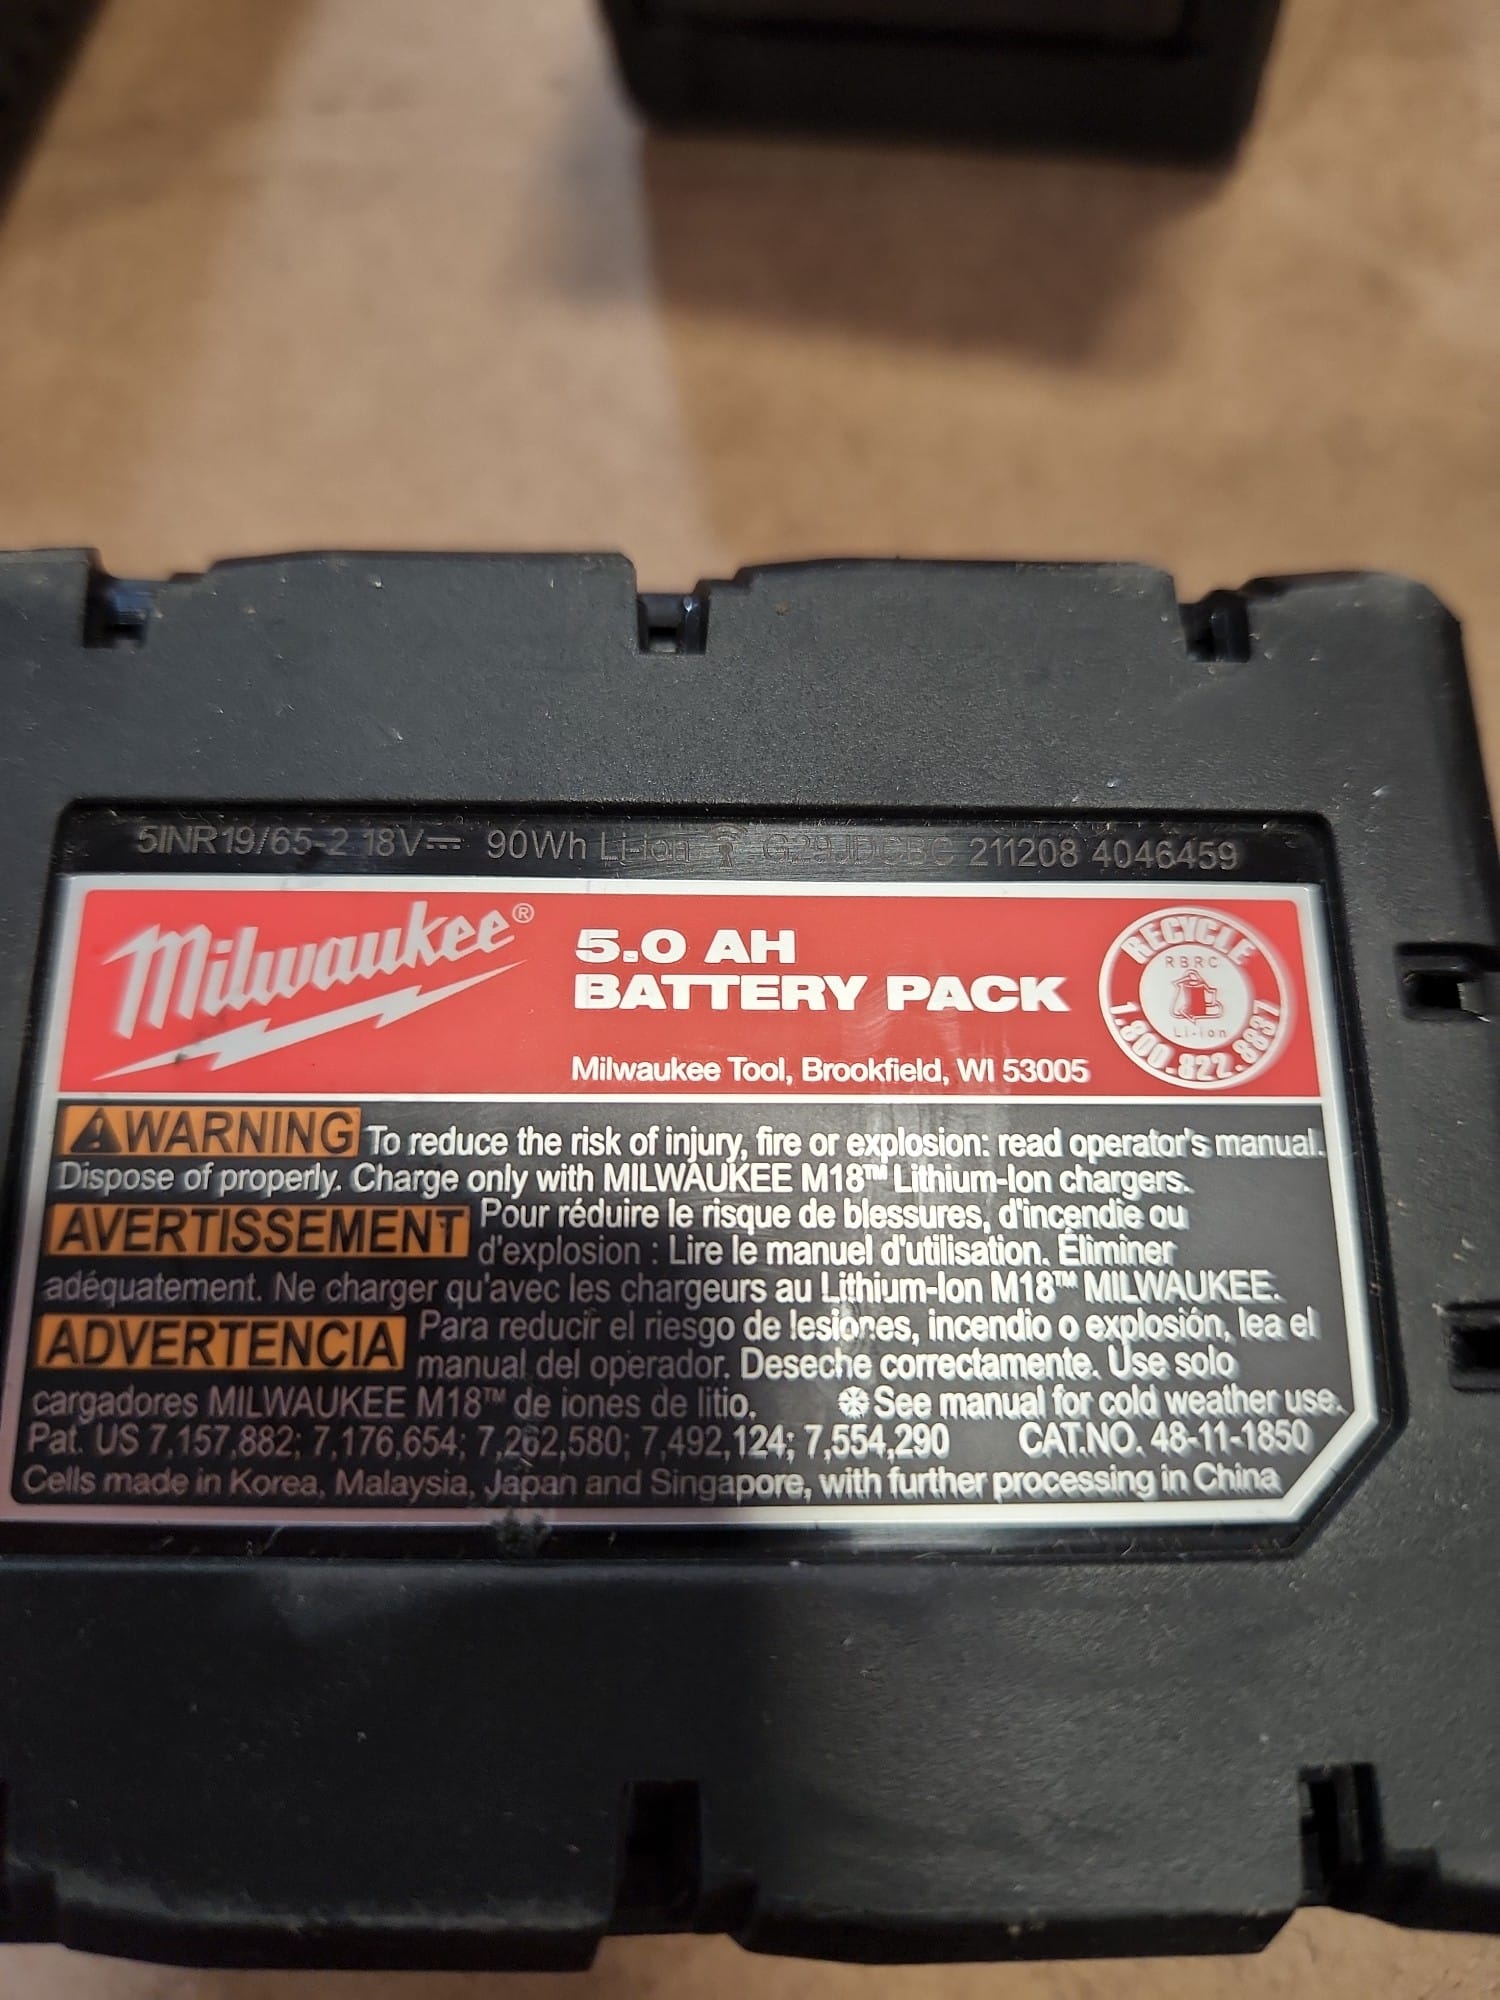 5INR19/65-2 18V⎓ 90Wh Li-Ion G29JDCBC 211208 4046459
Milwaukee®
5.0 AH
BATTERY PACK
Milwaukee Tool, Brookfield, WI 53005
RECYCLE
RBRC
Li-Ion
1.800.822.8837
WARNING To reduce the risk of injury, fire or explosion: read operator's manual.
Dispose of properly. Charge only with MILWAUKEE M18™ Lithium-Ion chargers.
AVERTISSEMENT Pour réduire le risque de blessures, d'incendie ou
d'explosion : Lire le manuel d'utilisation. Éliminer
adéquatement. Ne charger qu'avec les chargeurs au Lithium-Ion M18™ MILWAUKEE.
ADVERTENCIA Para reducir el riesgo de lesiones, incendio o explosión, lea el
manual del operador. Deseche correctamente. Use solo
cargadores MILWAUKEE M18™ de iones de litio. ❄ See manual for cold weather use.
Pat. US 7,157,882; 7,176,654; 7,262,580; 7,492,124; 7,554,290 CAT.NO. 48-11-1850
Cells made in Korea, Malaysia, Japan and Singapore, with further processing in China